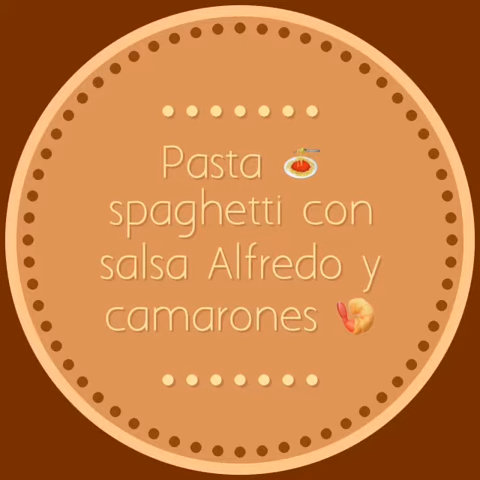 Pasta 🍝
spaghetti con
salsa Alfredo y
camarones 🍤